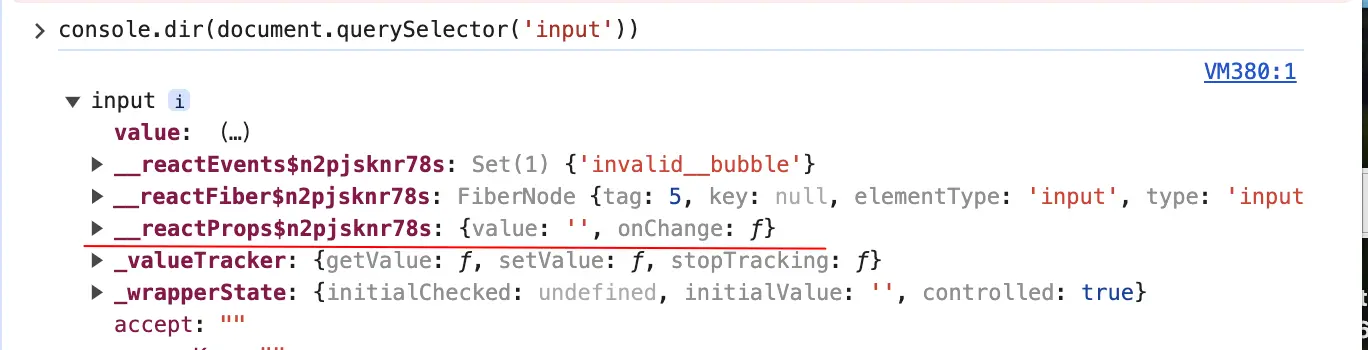 > console.dir(document.querySelector('input'))
VM380:1
▼ input i
value: (…)
▶ __reactEvents$n2pjsknr78s: Set(1) {'invalid__bubble'}
▶ __reactFiber$n2pjsknr78s: FiberNode {tag: 5, key: null, elementType: 'input', type: 'input
▶ __reactProps$n2pjsknr78s: {value: '', onChange: ƒ}
▶ _valueTracker: {getValue: ƒ, setValue: ƒ, stopTracking: ƒ}
▶ _wrapperState: {initialChecked: undefined, initialValue: '', controlled: true}
accept: ""